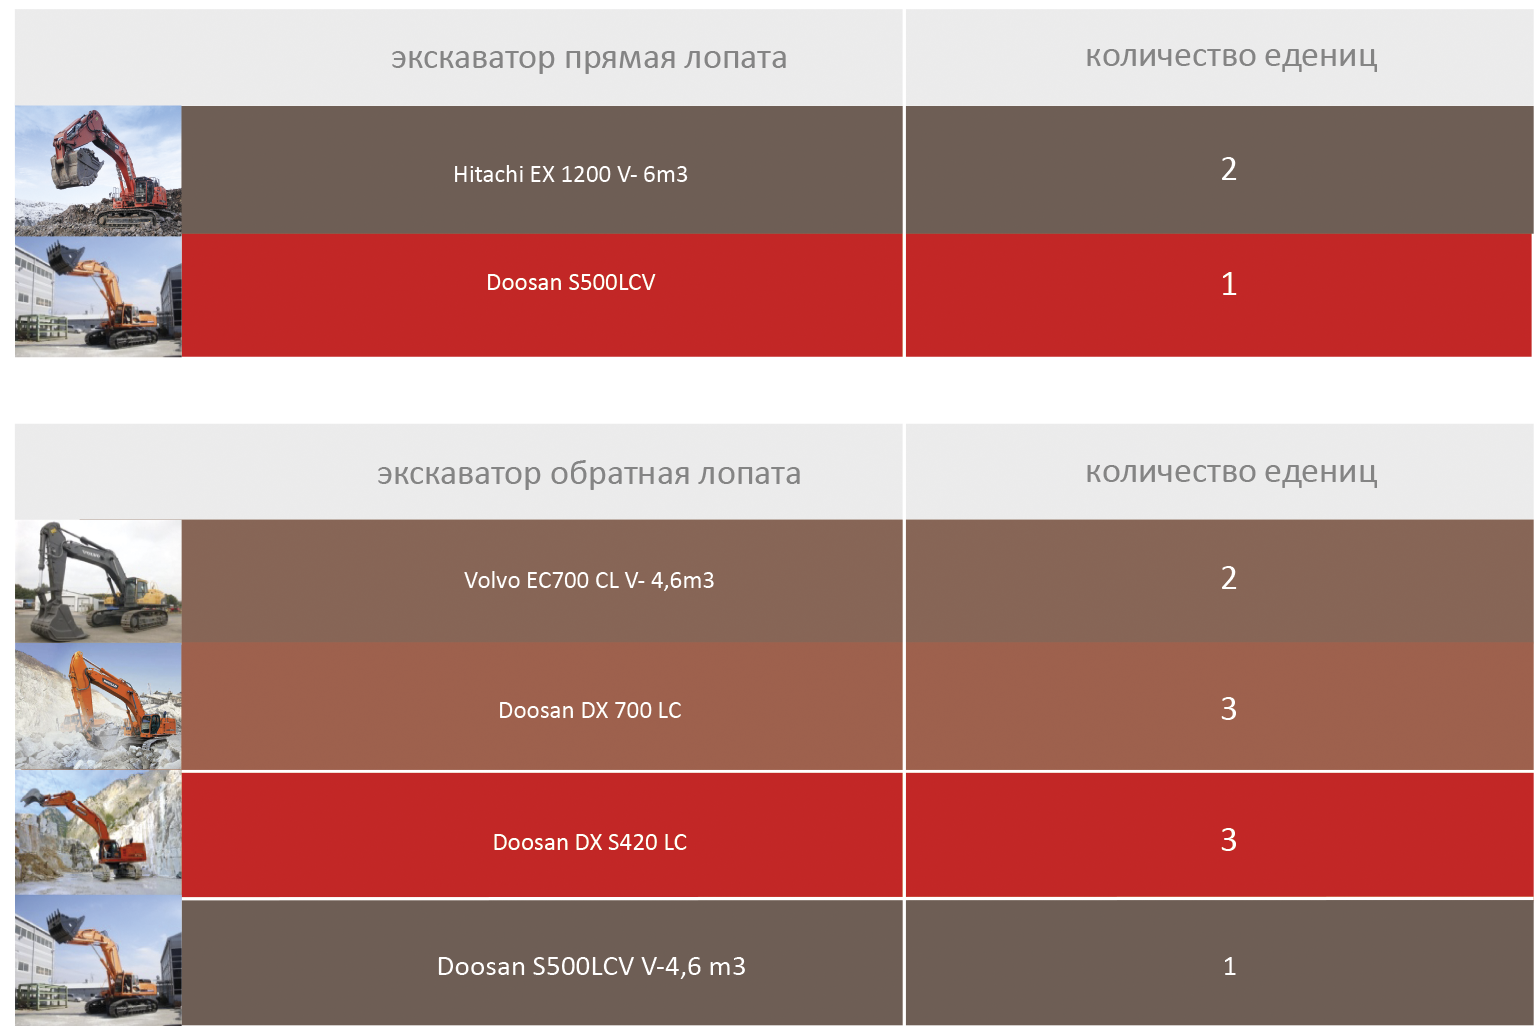 экскаватор прямая лопата
количество едениц
Hitachi EX 1200 V- 6m3
2
Doosan S500LCV
1
экскаватор обратная лопата
количество едениц
Volvo EC700 CL V- 4,6m3
2
Doosan DX 700 LC
3
Doosan DX S420 LC
3
Doosan S500LCV V-4,6 m3
1